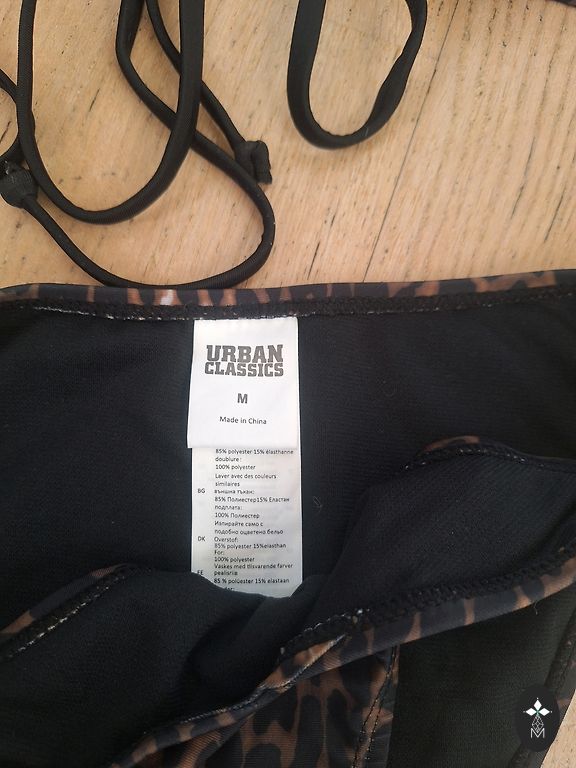 URBAN
CLASSICS
M
Made in China
85% polyester 15% élasthanne
doublure:
100% polyester
Laver avec des couleurs
similaires
BG външна тъкан:
85% Полиестер15% Еластан
подплата:
100% Полиестер
Изпирайте само с
подобно оцветено бельо
DK Overstof:
85% polyester 15%elasthan
For:
100% polyester
Vaskes med tilsvarende farver
EE pealisriie
85 % polüester 15% elastaan
M